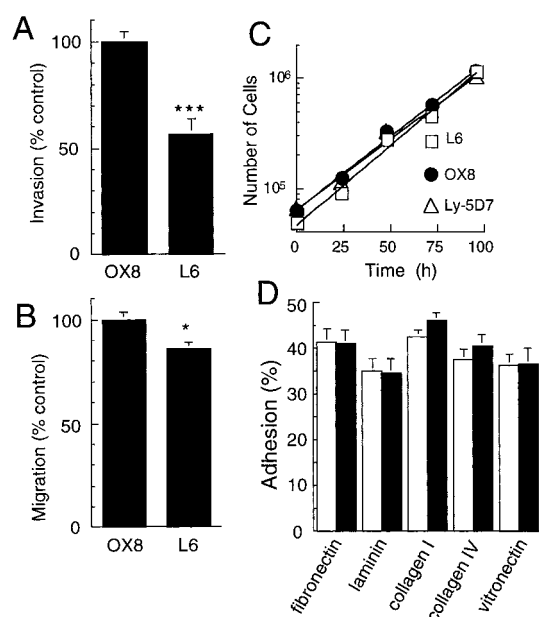 A
Invasion (% control)
100
50
0
***
OX8
L6
B
Migration (% control)
100
50
0
*
OX8
L6
C
Number of Cells
10⁶
10⁵
L6
OX8
Ly-5D7
0
25
50
75
100
Time (h)
D
Adhesion (%)
50
40
30
20
10
0
fibronectin
laminin
collagen I
collagen IV
vitronectin